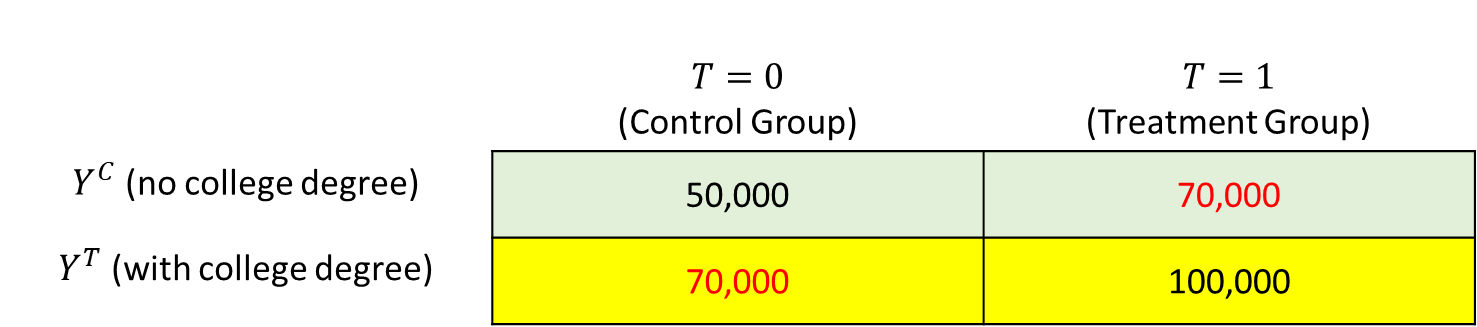 T = 0 T = 1
(Control Group) (Treatment Group)
Y^C (no college degree) 50,000 70,000
Y^T (with college degree) 70,000 100,000